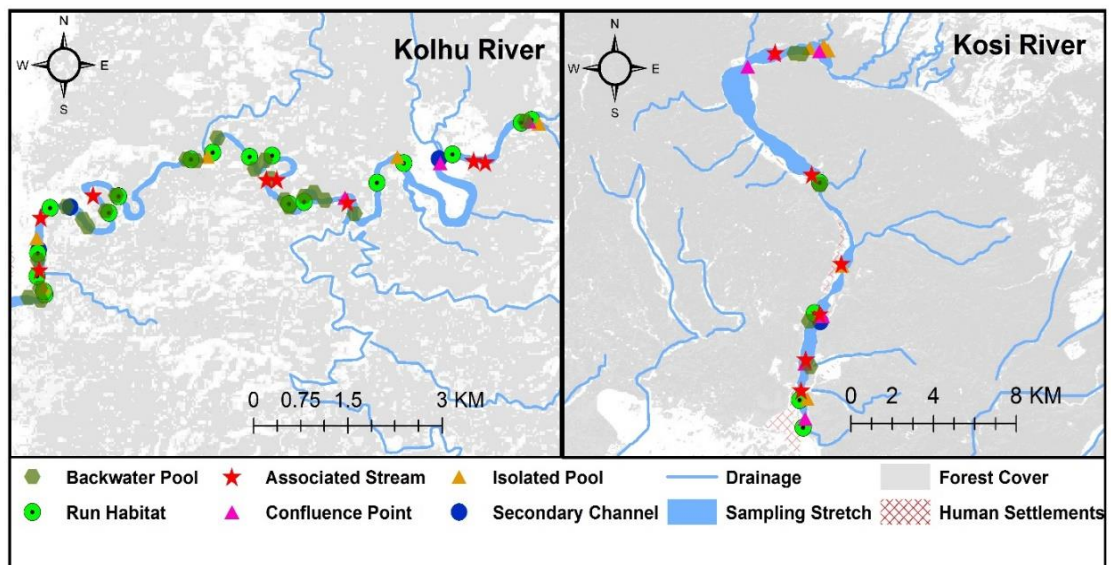 N
W E
S
Kolhu River
0 0.75 1.5 3 KM
N
W E
S
Kosi River
0 2 4 8 KM
Backwater Pool Associated Stream Isolated Pool Drainage Forest Cover
Run Habitat Confluence Point Secondary Channel Sampling Stretch Human Settlements